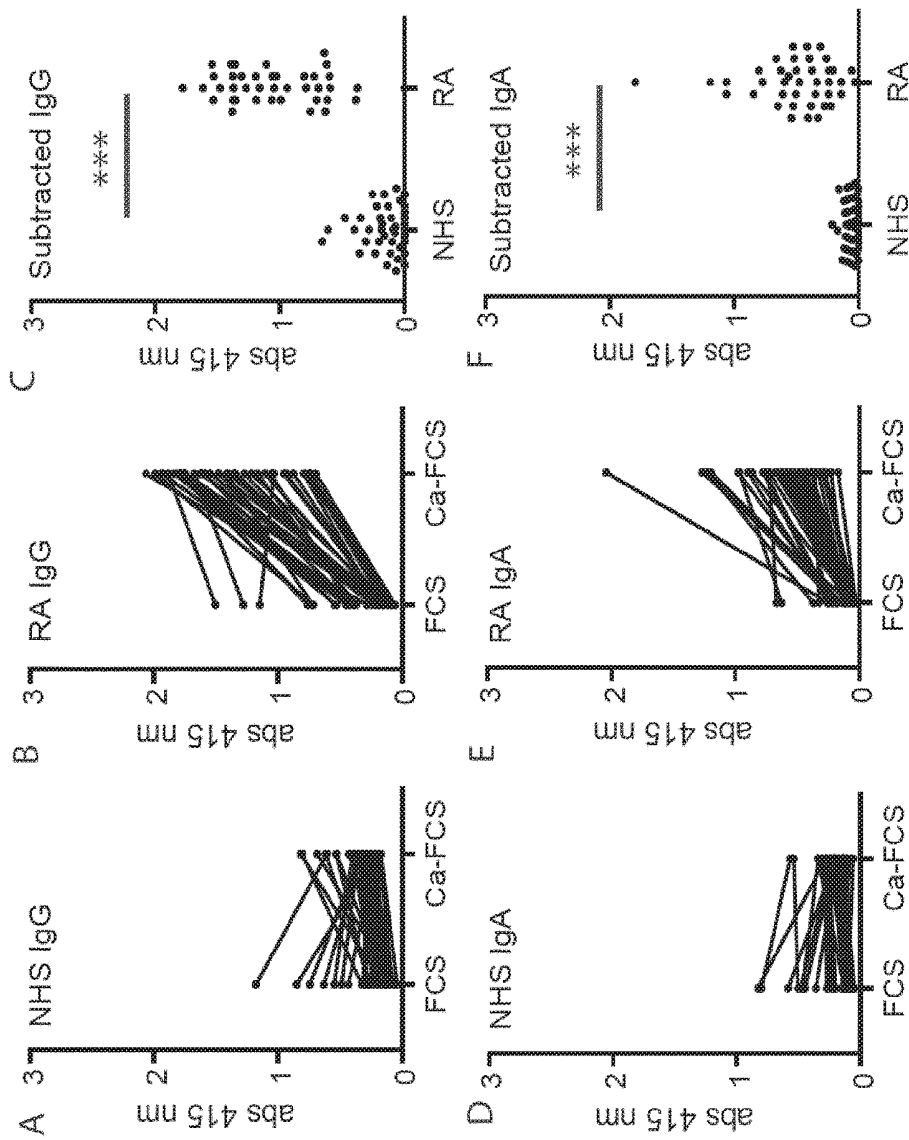 A
NHS IgG
abs 415 nm
3
2
1
0
FCS
Ca-FCS
B
RA IgG
abs 415 nm
3
2
1
0
FCS
Ca-FCS
C
Subtracted IgG
abs 415 nm
3
2
1
0
***
NHS
RA
D
NHS IgA
abs 415 nm
3
2
1
0
FCS
Ca-FCS
E
RA IgA
abs 415 nm
3
2
1
0
FCS
Ca-FCS
F
Subtracted IgA
abs 415 nm
3
2
1
0
***
NHS
RA